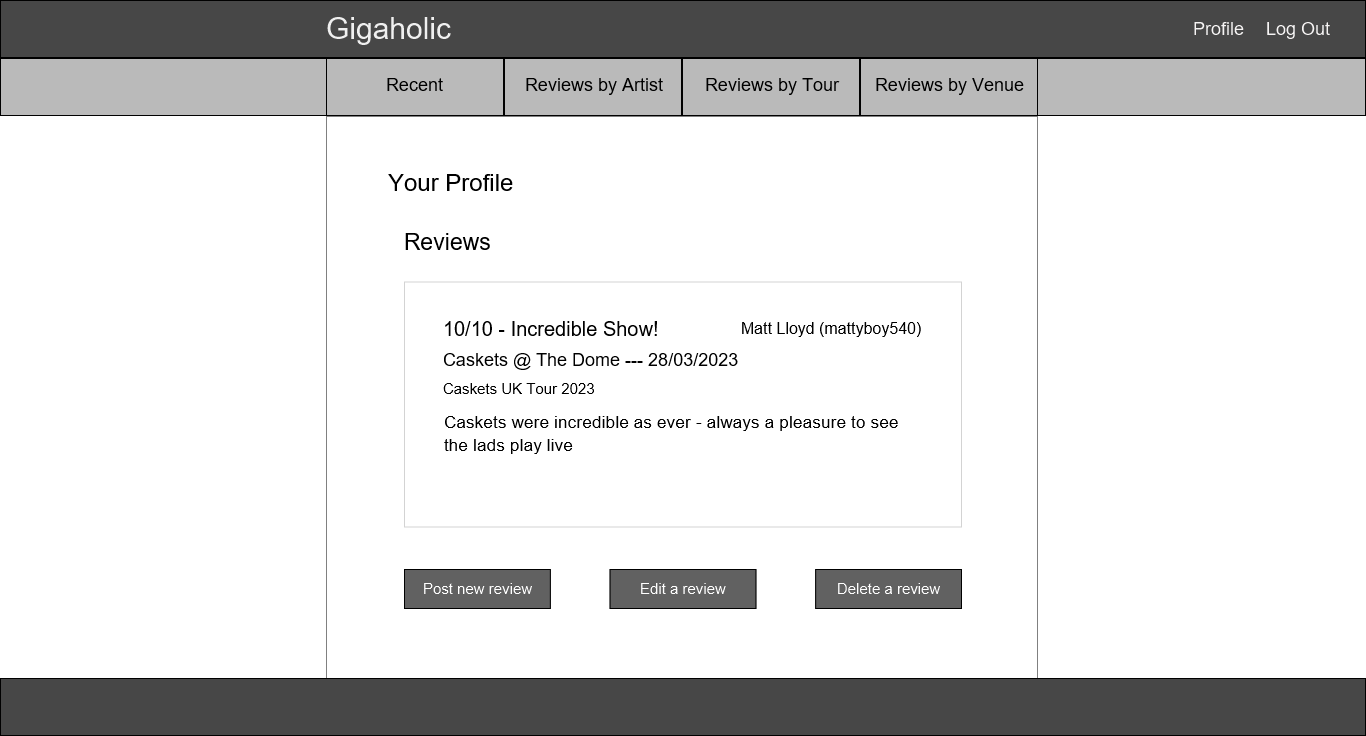 Gigaholic
Profile
Log Out
Recent
Reviews by Artist
Reviews by Tour
Reviews by Venue
Your Profile
Reviews
10/10 - Incredible Show!
Matt Lloyd (mattyboy540)
Caskets @ The Dome --- 28/03/2023
Caskets UK Tour 2023
Caskets were incredible as ever - always a pleasure to see
the lads play live
Post new review
Edit a review
Delete a review